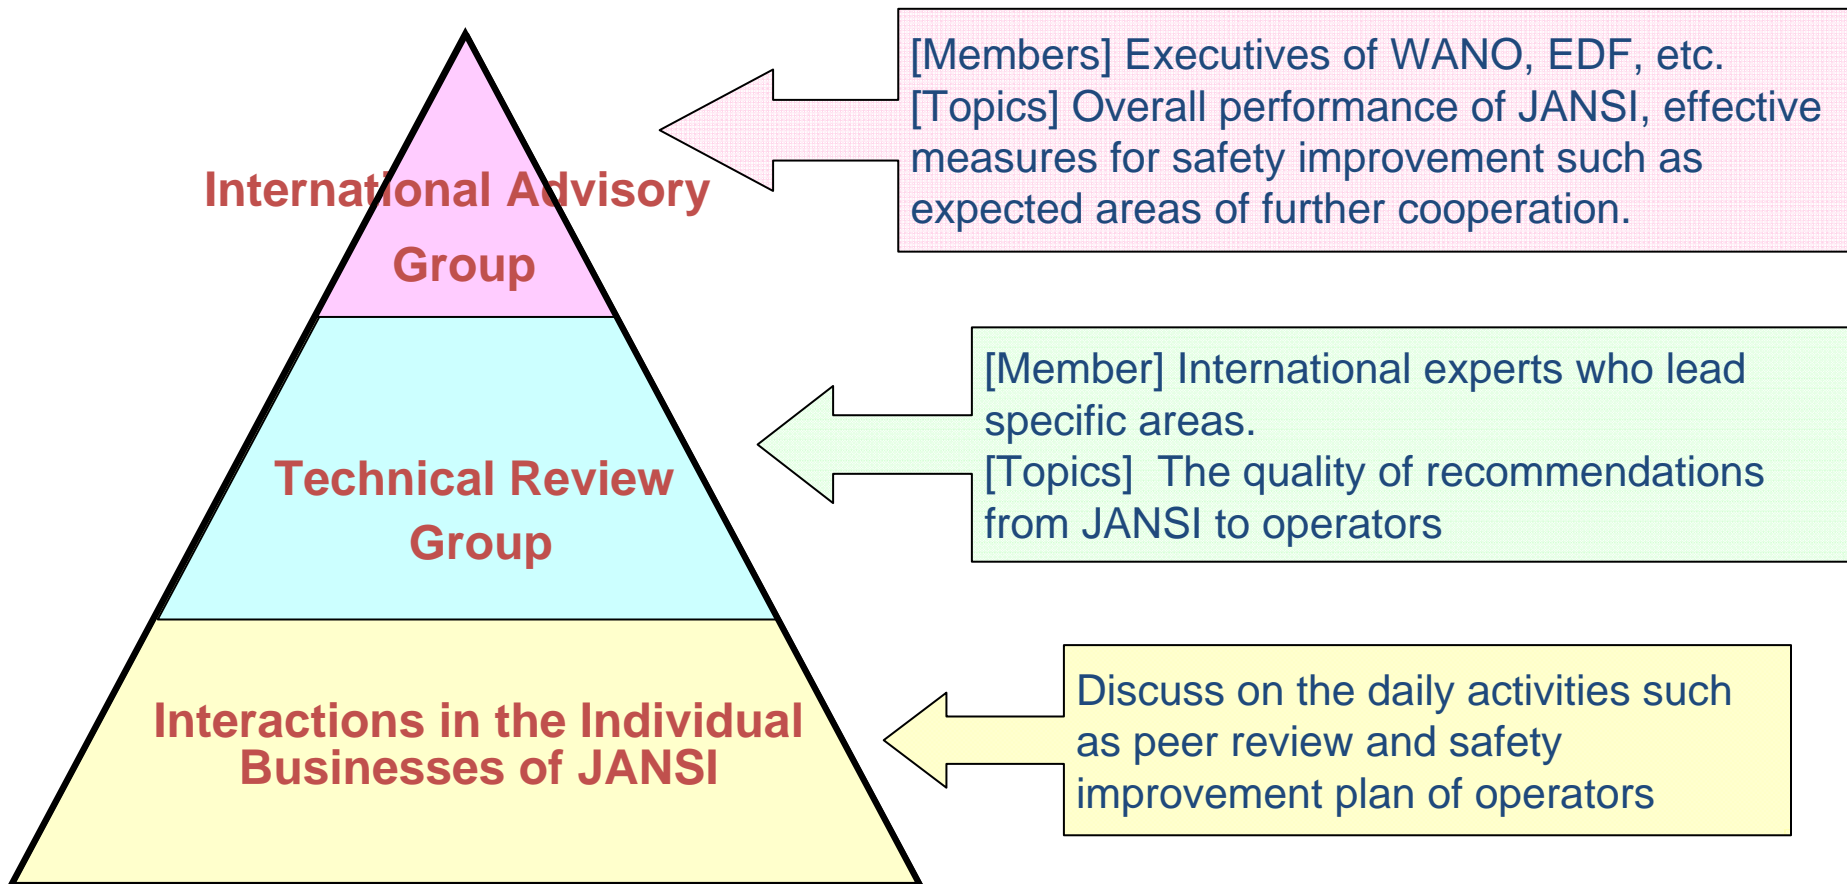 International Advisory
Group
[Members] Executives of WANO, EDF, etc.
[Topics] Overall performance of JANSI, effective
measures for safety improvement such as
expected areas of further cooperation.
Technical Review
Group
[Member] International experts who lead
specific areas.
[Topics]  The quality of recommendations
from JANSI to operators
Interactions in the Individual
Businesses of JANSI
Discuss on the daily activities such
as peer review and safety
improvement plan of operators